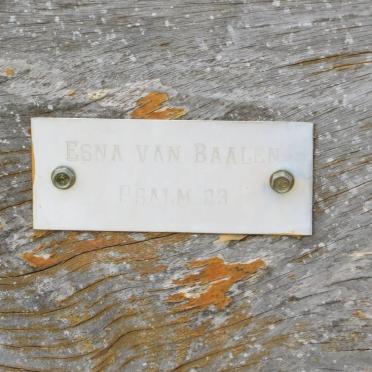 Esna van Baalen
Psalm 23